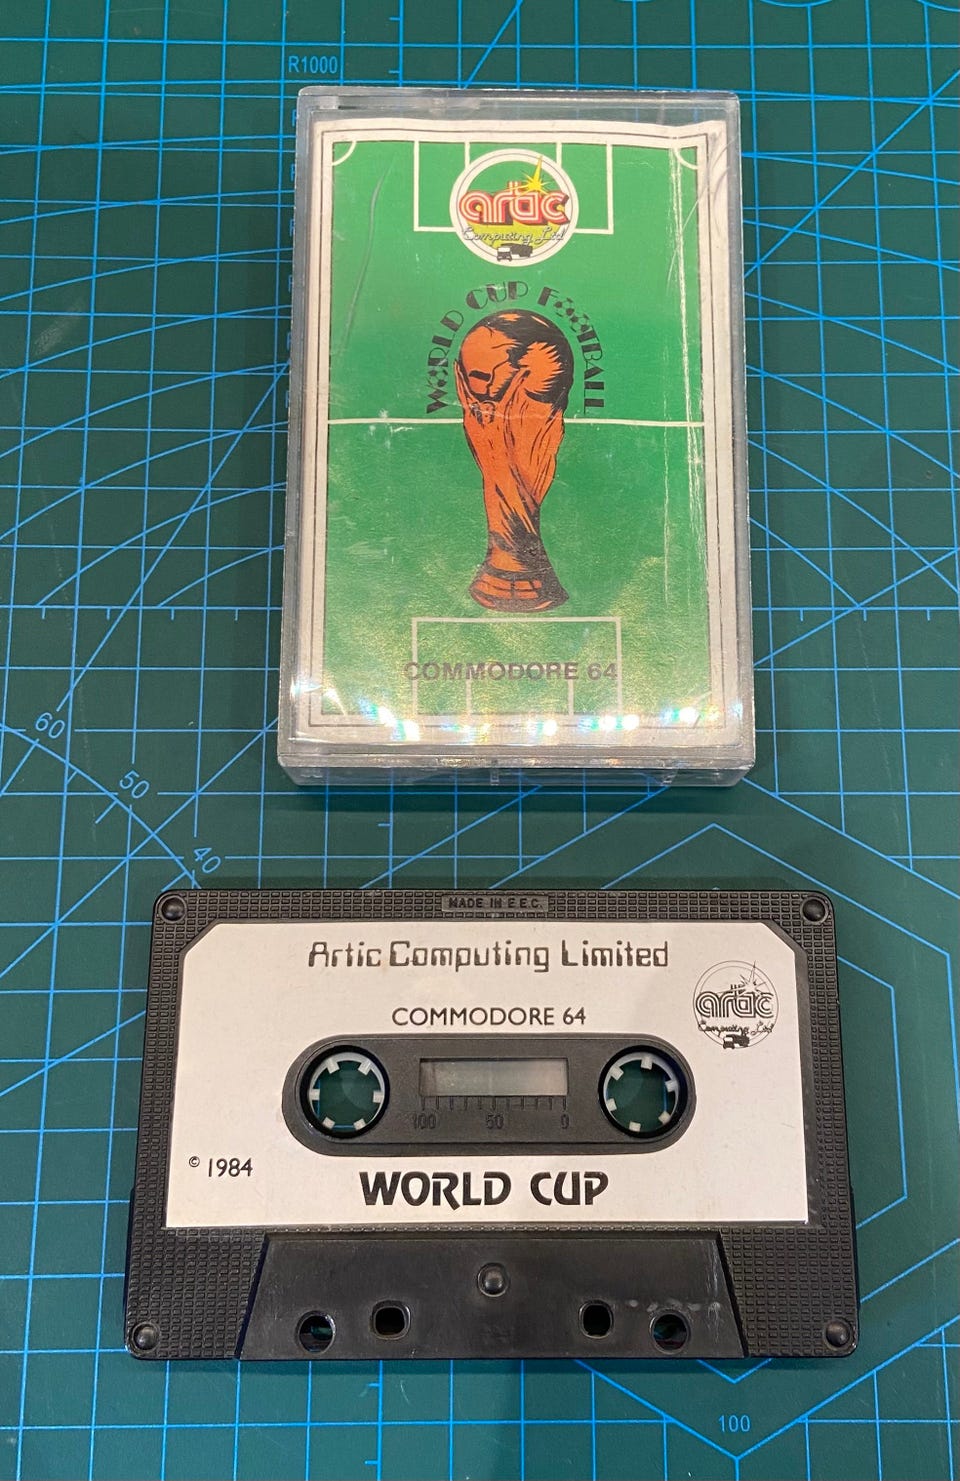 R1000
artic
Computing Ltd
WORLD CUP FOOTBALL
COMMODORE 64
60
50
40
MADE IN E.E.C.
Artic Computing Limited
artic
Computing Ltd
COMMODORE 64
100 50 0
© 1984
WORLD CUP
100